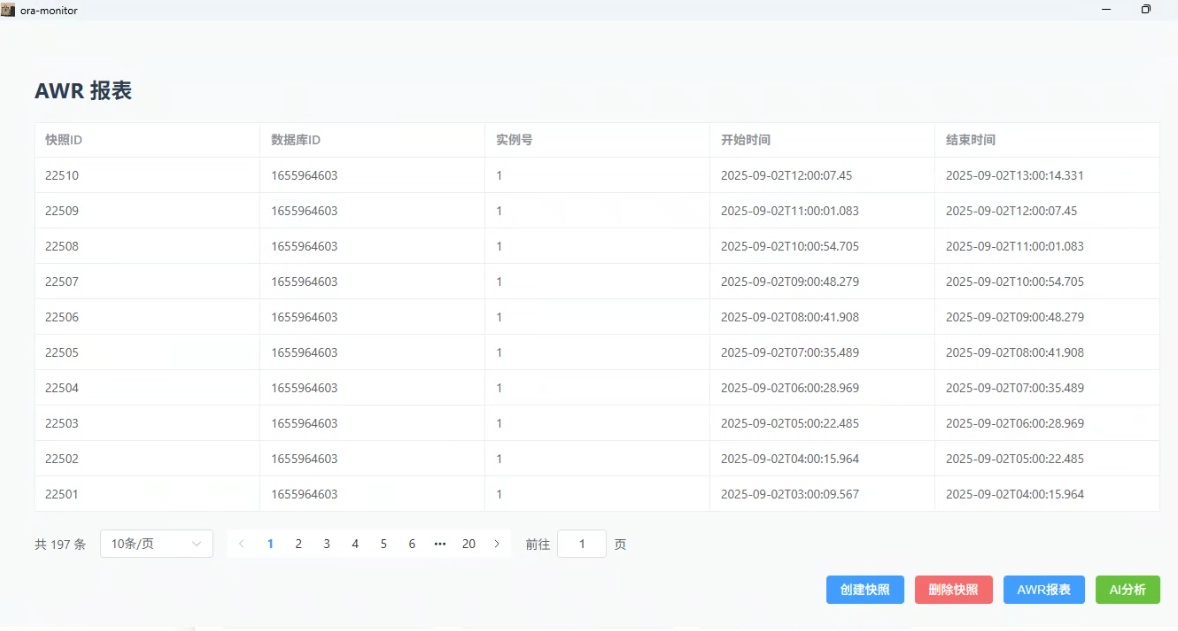 ora-monitor
AWR 报表
快照ID 数据库ID 实例号 开始时间 结束时间
22510 1655964603 1 2025-09-02T12:00:07.45 2025-09-02T13:00:14.331
22509 1655964603 1 2025-09-02T11:00:01.083 2025-09-02T12:00:07.45
22508 1655964603 1 2025-09-02T10:00:54.705 2025-09-02T11:00:01.083
22507 1655964603 1 2025-09-02T09:00:48.279 2025-09-02T10:00:54.705
22506 1655964603 1 2025-09-02T08:00:41.908 2025-09-02T09:00:48.279
22505 1655964603 1 2025-09-02T07:00:35.489 2025-09-02T08:00:41.908
22504 1655964603 1 2025-09-02T06:00:28.969 2025-09-02T07:00:35.489
22503 1655964603 1 2025-09-02T05:00:22.485 2025-09-02T06:00:28.969
22502 1655964603 1 2025-09-02T04:00:15.964 2025-09-02T05:00:22.485
22501 1655964603 1 2025-09-02T03:00:09.567 2025-09-02T04:00:15.964
共 197 条 10条/页 1 2 3 4 5 6 ••• 20 前往 1 页
创建快照 删除快照 AWR报表 AI分析